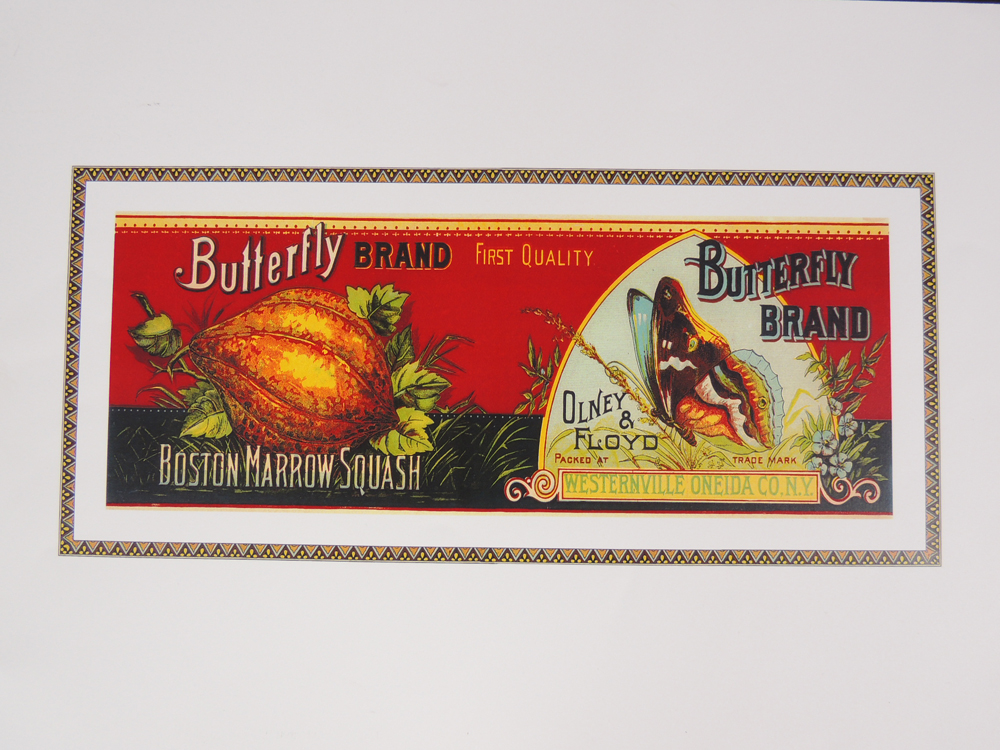 Butterfly BRAND FIRST QUALITY
BOSTON MARROW SQUASH
BUTTERFLY
BRAND
OLNEY
&
FLOYD
PACKED AT TRADE MARK
WESTERNVILLE ONEIDA CO. N.Y.